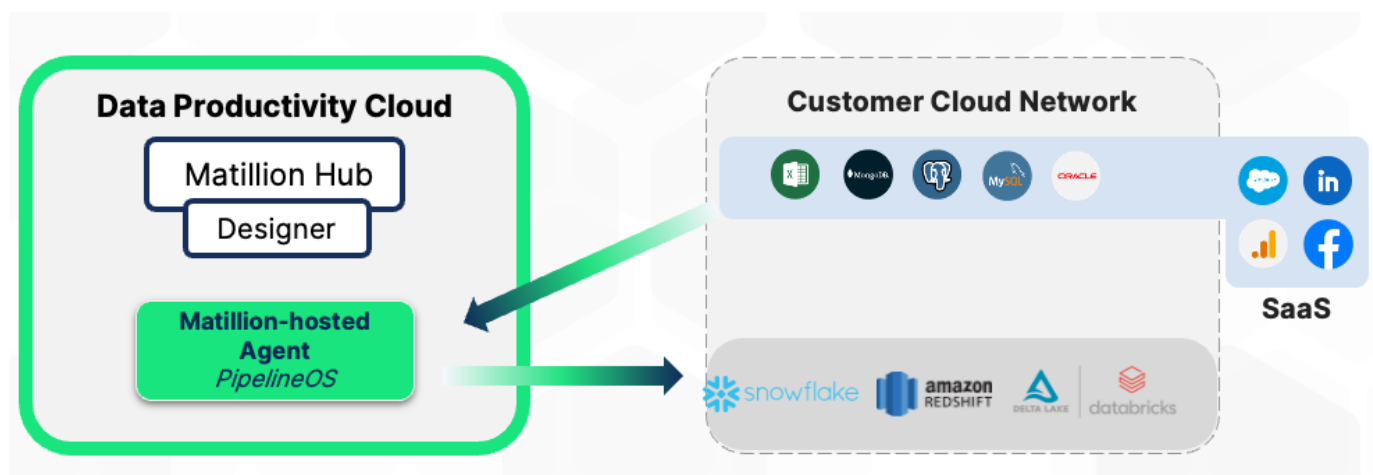 Data Productivity Cloud
Matillion Hub
Designer
Matillion-hosted
Agent
PipelineOS
Customer Cloud Network
X
MongoDB.
MySQL
ORACLE
in
f
SaaS
snowflake
amazon
REDSHIFT
DELTA LAKE
databricks